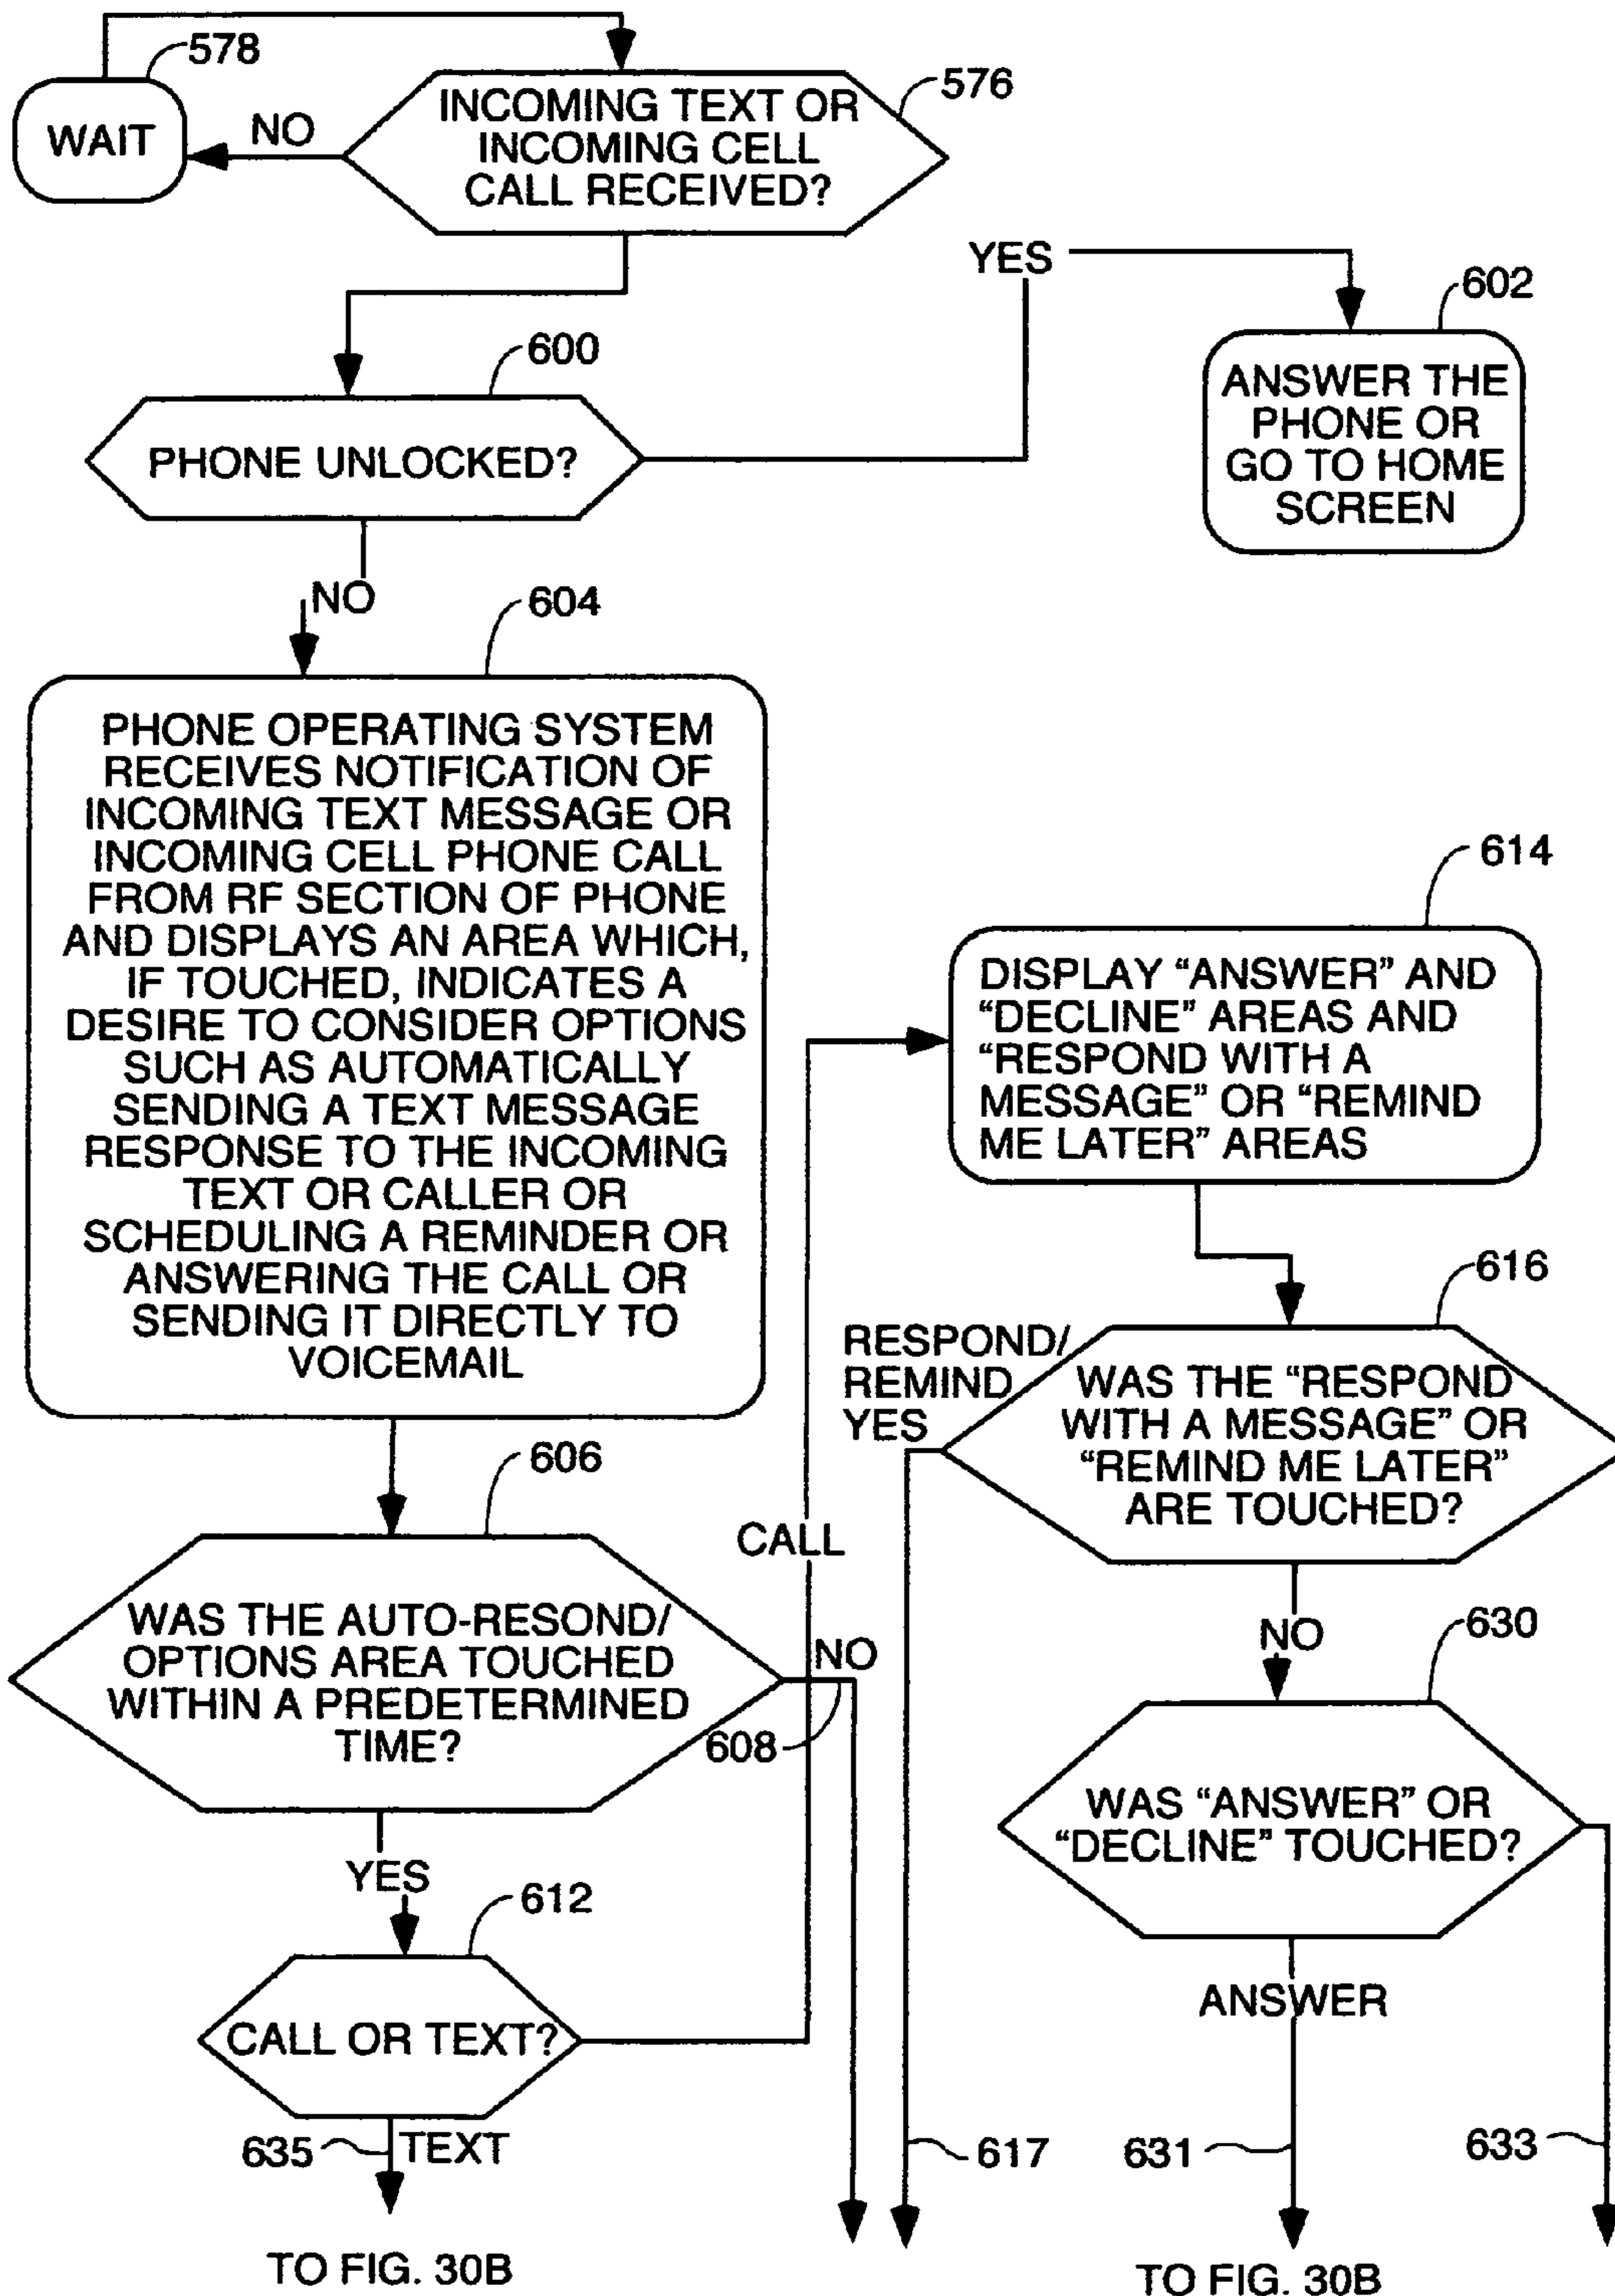 578
WAIT
NO
INCOMING TEXT OR
INCOMING CELL
CALL RECEIVED?
576
YES
602
ANSWER THE
PHONE OR
GO TO HOME
SCREEN
600
PHONE UNLOCKED?
NO
604
PHONE OPERATING SYSTEM
RECEIVES NOTIFICATION OF
INCOMING TEXT MESSAGE OR
INCOMING CELL PHONE CALL
FROM RF SECTION OF PHONE
AND DISPLAYS AN AREA WHICH,
IF TOUCHED, INDICATES A
DESIRE TO CONSIDER OPTIONS
SUCH AS AUTOMATICALLY
SENDING A TEXT MESSAGE
RESPONSE TO THE INCOMING
TEXT OR CALLER OR
SCHEDULING A REMINDER OR
ANSWERING THE CALL OR
SENDING IT DIRECTLY TO
VOICEMAIL
606
WAS THE AUTO-RESOND/
OPTIONS AREA TOUCHED
WITHIN A PREDETERMINED
TIME?
NO
608
YES
612
CALL OR TEXT?
CALL
635
TEXT
TO FIG. 30B
614
DISPLAY “ANSWER” AND
“DECLINE” AREAS AND
“RESPOND WITH A
MESSAGE” OR “REMIND
ME LATER” AREAS
616
RESPOND/
REMIND
YES
WAS THE “RESPOND
WITH A MESSAGE” OR
“REMIND ME LATER”
ARE TOUCHED?
NO
630
WAS “ANSWER” OR
“DECLINE” TOUCHED?
ANSWER
617
631
633
TO FIG. 30B